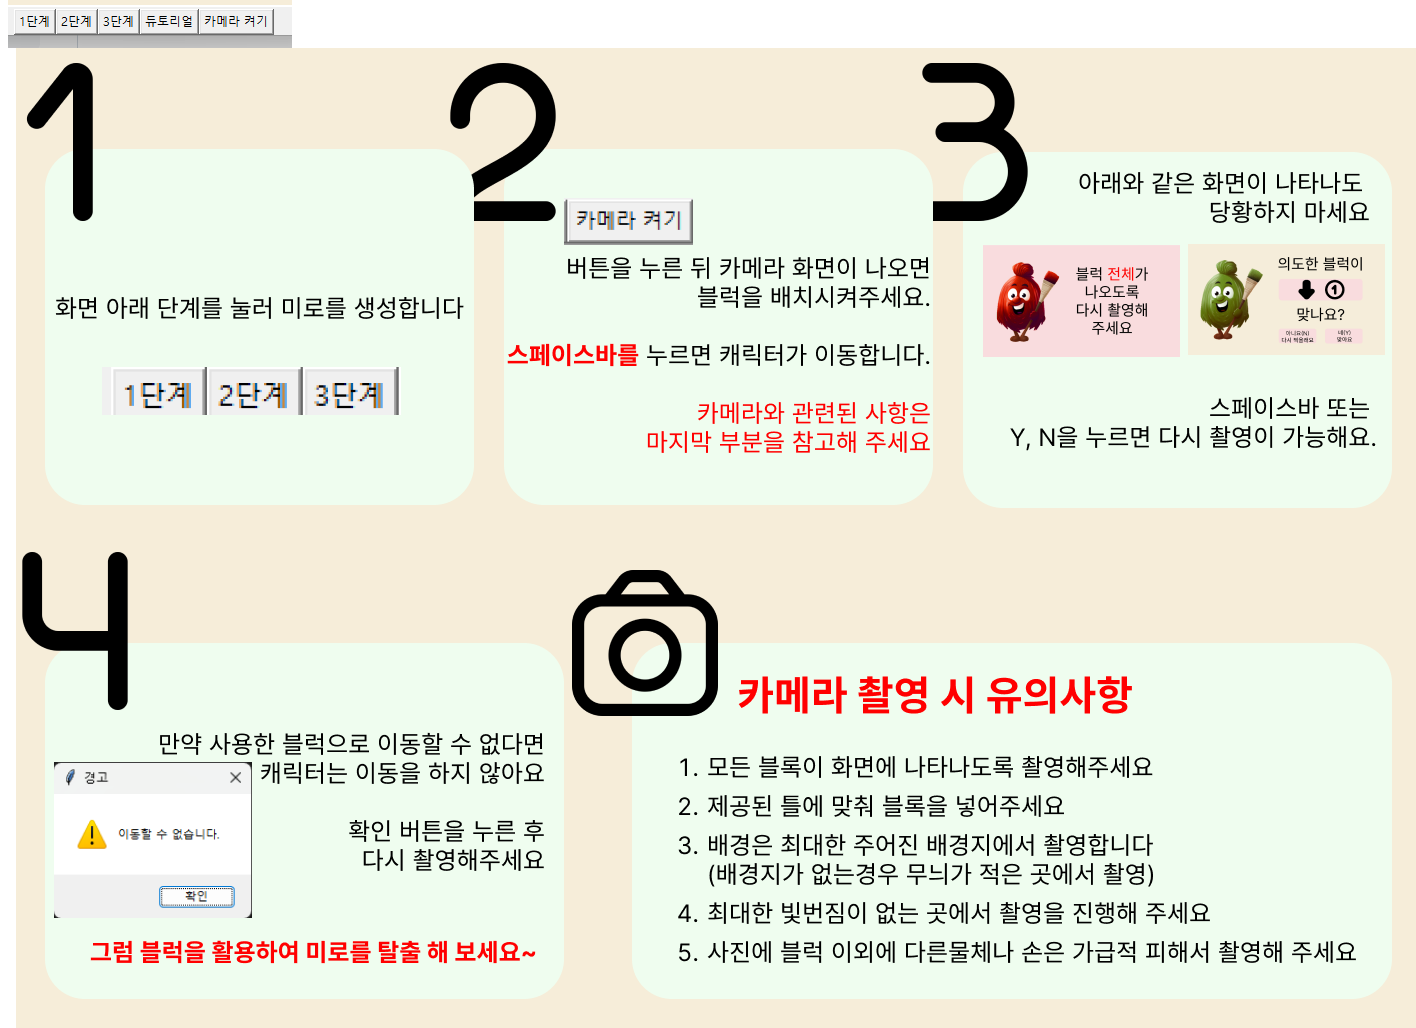 1단계 2단계 3단계 듀토리얼 카메라 켜기
1
화면 아래 단계를 눌러 미로를 생성합니다
1단계 2단계 3단계
2
카메라 켜기
버튼을 누른 뒤 카메라 화면이 나오면
블럭을 배치시켜주세요.
스페이스바를 누르면 캐릭터가 이동합니다.
카메라와 관련된 사항은
마지막 부분을 참고해 주세요
3
아래와 같은 화면이 나타나도
당황하지 마세요
블럭 전체가
나오도록
다시 촬영해
주세요
의도한 블럭이
1
맞나요?
아니요(N)
다시 찍을래요
네(Y)
맞아요
스페이스바 또는
Y, N을 누르면 다시 촬영이 가능해요.
4
만약 사용한 블럭으로 이동할 수 없다면
캐릭터는 이동을 하지 않아요
경고
이동할 수 없습니다.
확인
확인 버튼을 누른 후
다시 촬영해주세요
그럼 블럭을 활용하여 미로를 탈출 해 보세요~
카메라 촬영 시 유의사항
1. 모든 블록이 화면에 나타나도록 촬영해주세요
2. 제공된 틀에 맞춰 블록을 넣어주세요
3. 배경은 최대한 주어진 배경지에서 촬영합니다
(배경지가 없는경우 무늬가 적은 곳에서 촬영)
4. 최대한 빛번짐이 없는 곳에서 촬영을 진행해 주세요
5. 사진에 블럭 이외에 다른물체나 손은 가급적 피해서 촬영해 주세요